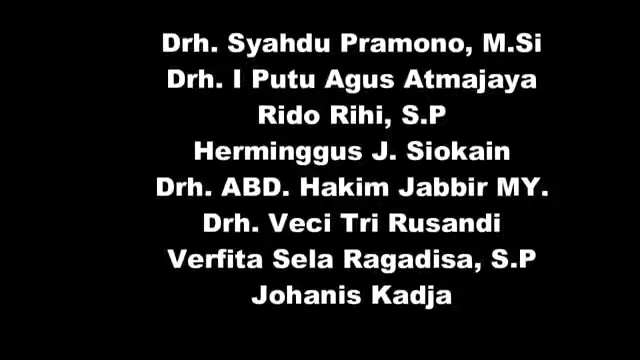 Drh. Syahdu Pramono, M.Si
Drh. I Putu Agus Atmajaya
Rido Rihi, S.P
Herminggus J. Siokain
Drh. ABD. Hakim Jabbir MY.
Drh. Veci Tri Rusandi
Verfita Sela Ragadisa, S.P
Johanis Kadja